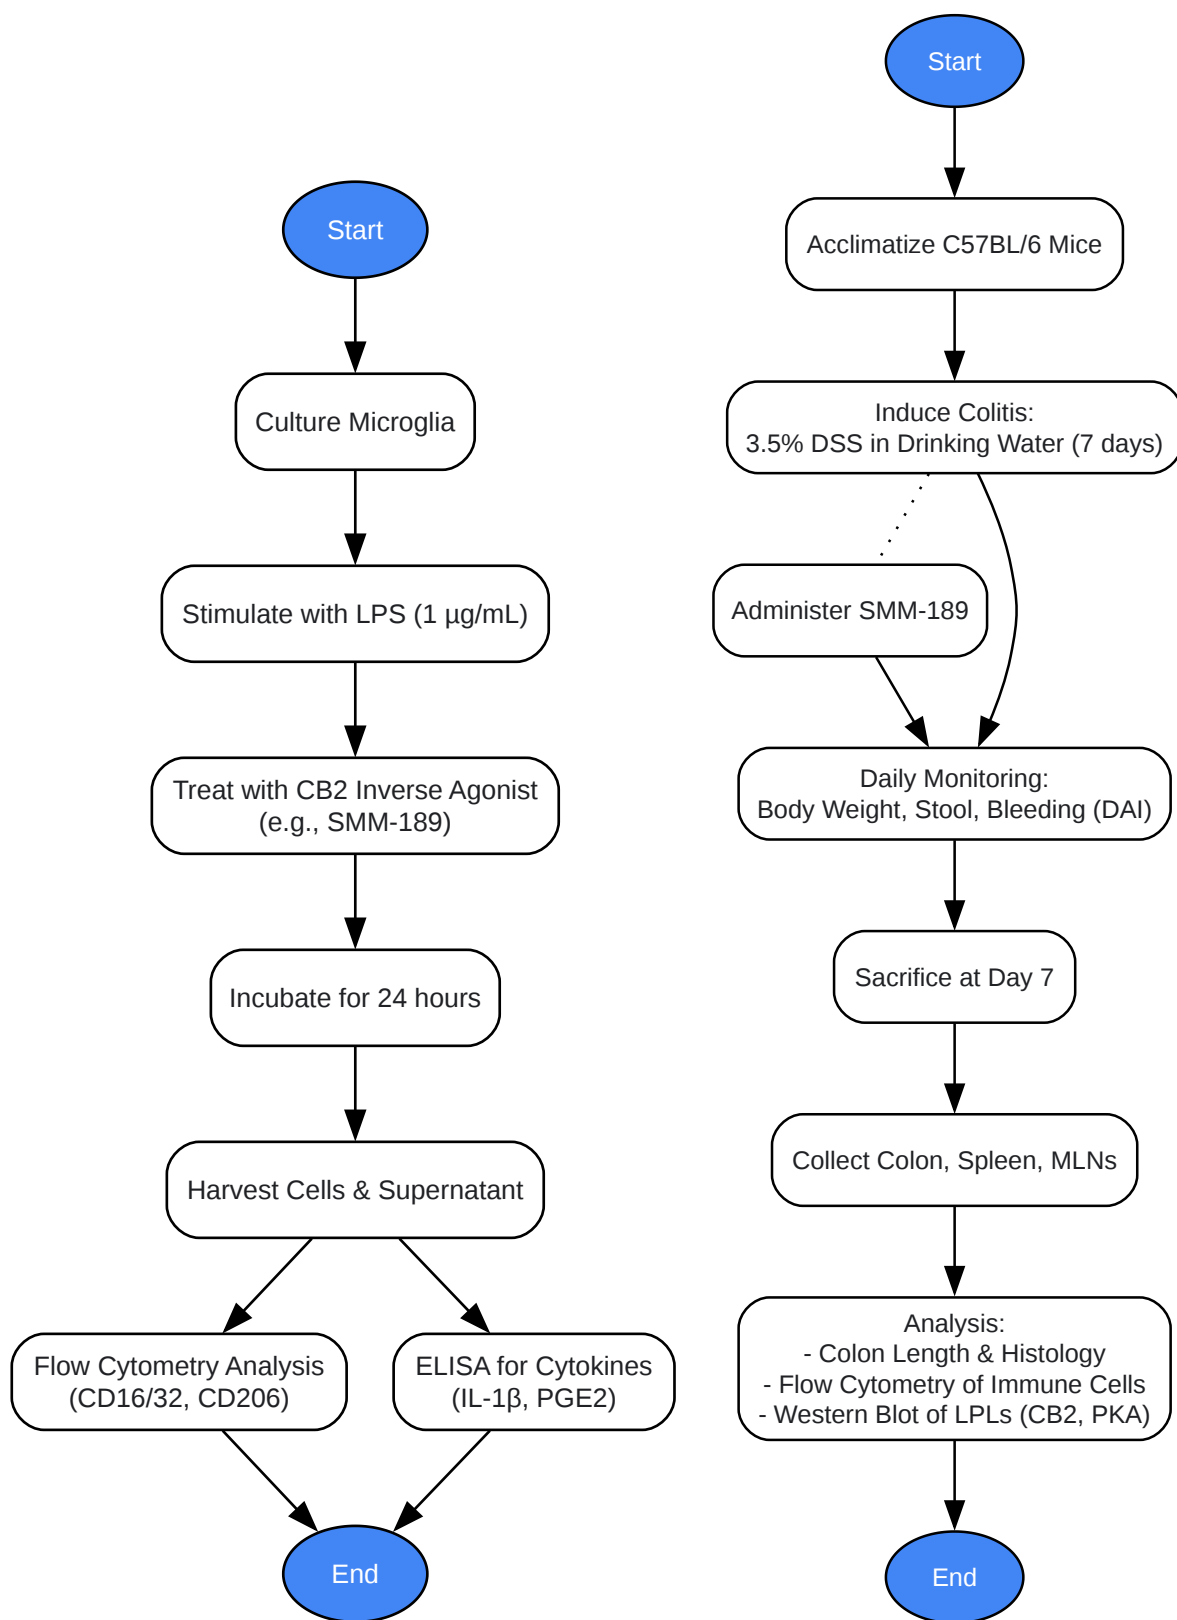 Start
Culture Microglia
Stimulate with LPS (1 µg/mL)
Treat with CB2 Inverse Agonist
(e.g., SMM-189)
Incubate for 24 hours
Harvest Cells & Supernatant
Flow Cytometry Analysis
(CD16/32, CD206)
ELISA for Cytokines
(IL-1β, PGE2)
End
Start
Acclimatize C57BL/6 Mice
Induce Colitis:
3.5% DSS in Drinking Water (7 days)
Administer SMM-189
Daily Monitoring:
Body Weight, Stool, Bleeding (DAI)
Sacrifice at Day 7
Collect Colon, Spleen, MLNs
Analysis:
- Colon Length & Histology
- Flow Cytometry of Immune Cells
- Western Blot of LPLs (CB2, PKA)
End